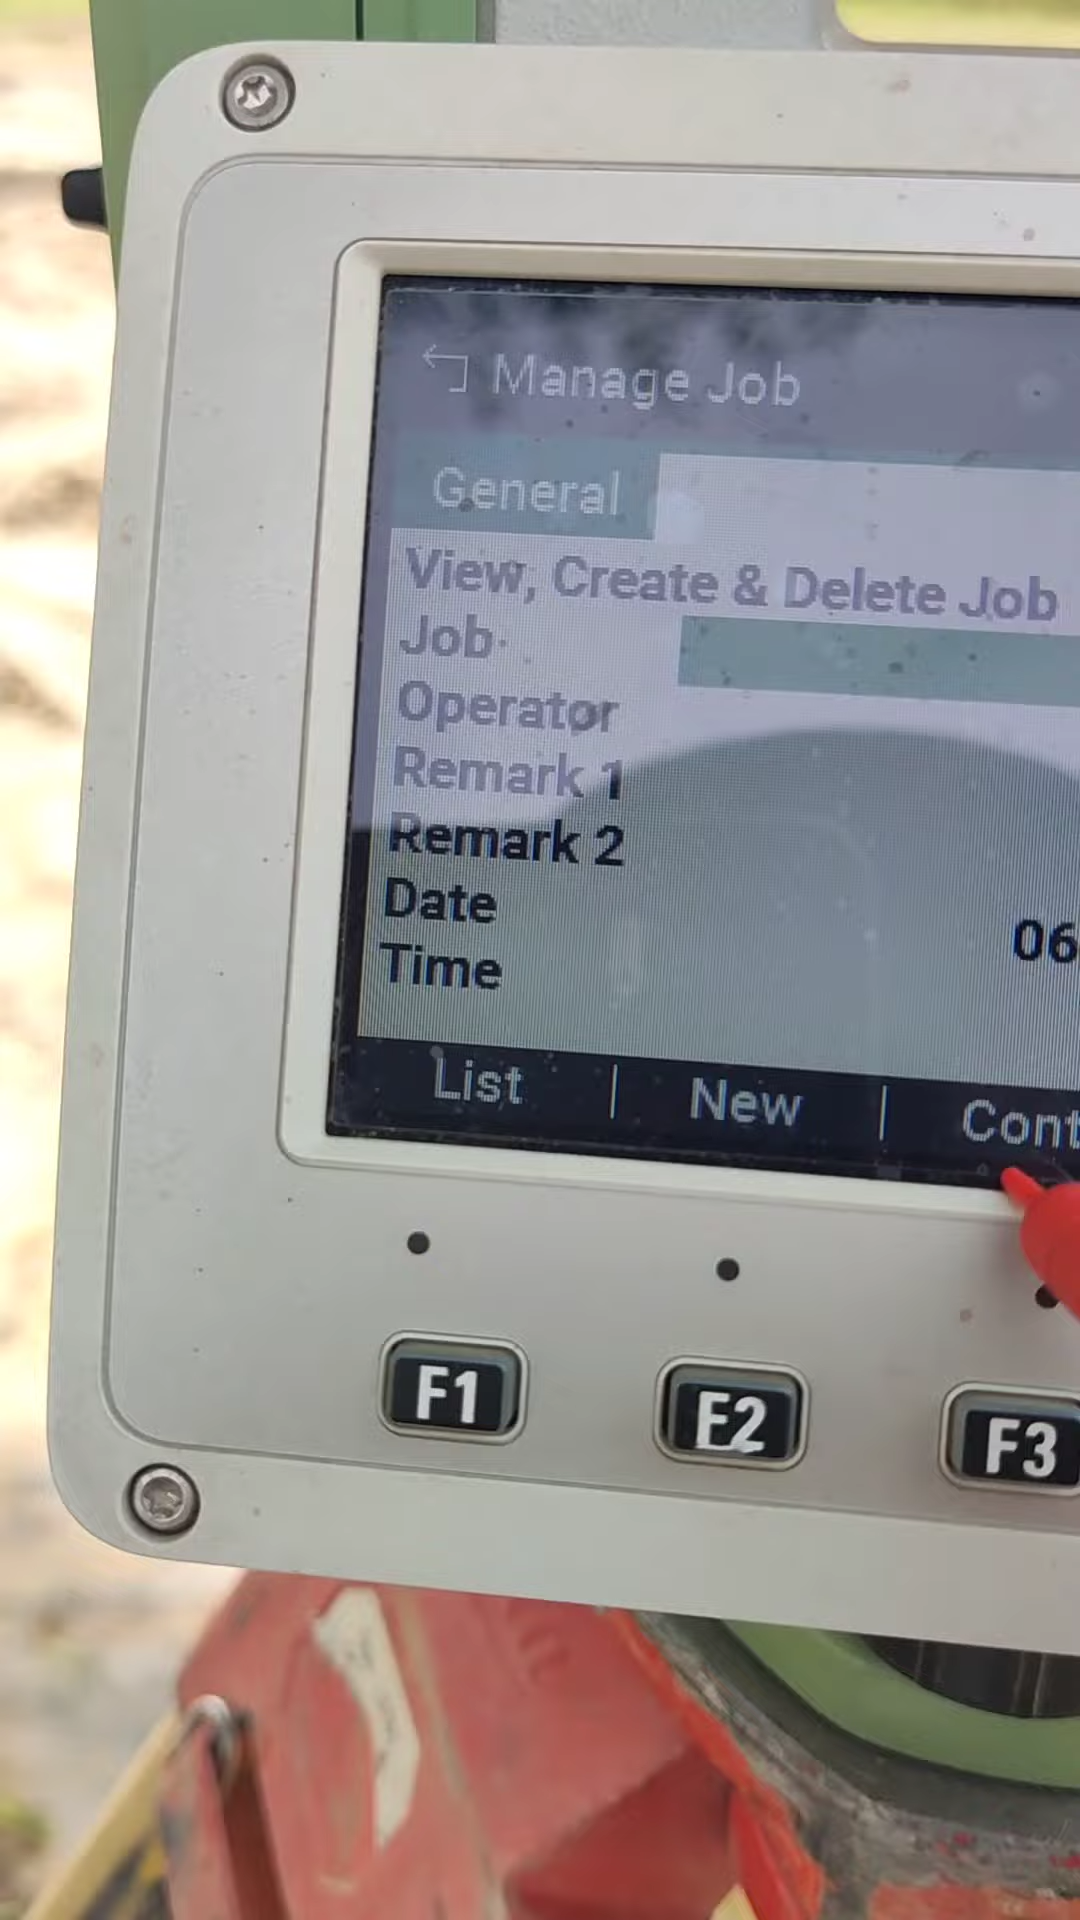 Manage Job
General
View, Create & Delete Job
Job
Operator
Remark 1
Remark 2
Date 06
Time
List | New | Cont
F1 F2 F3